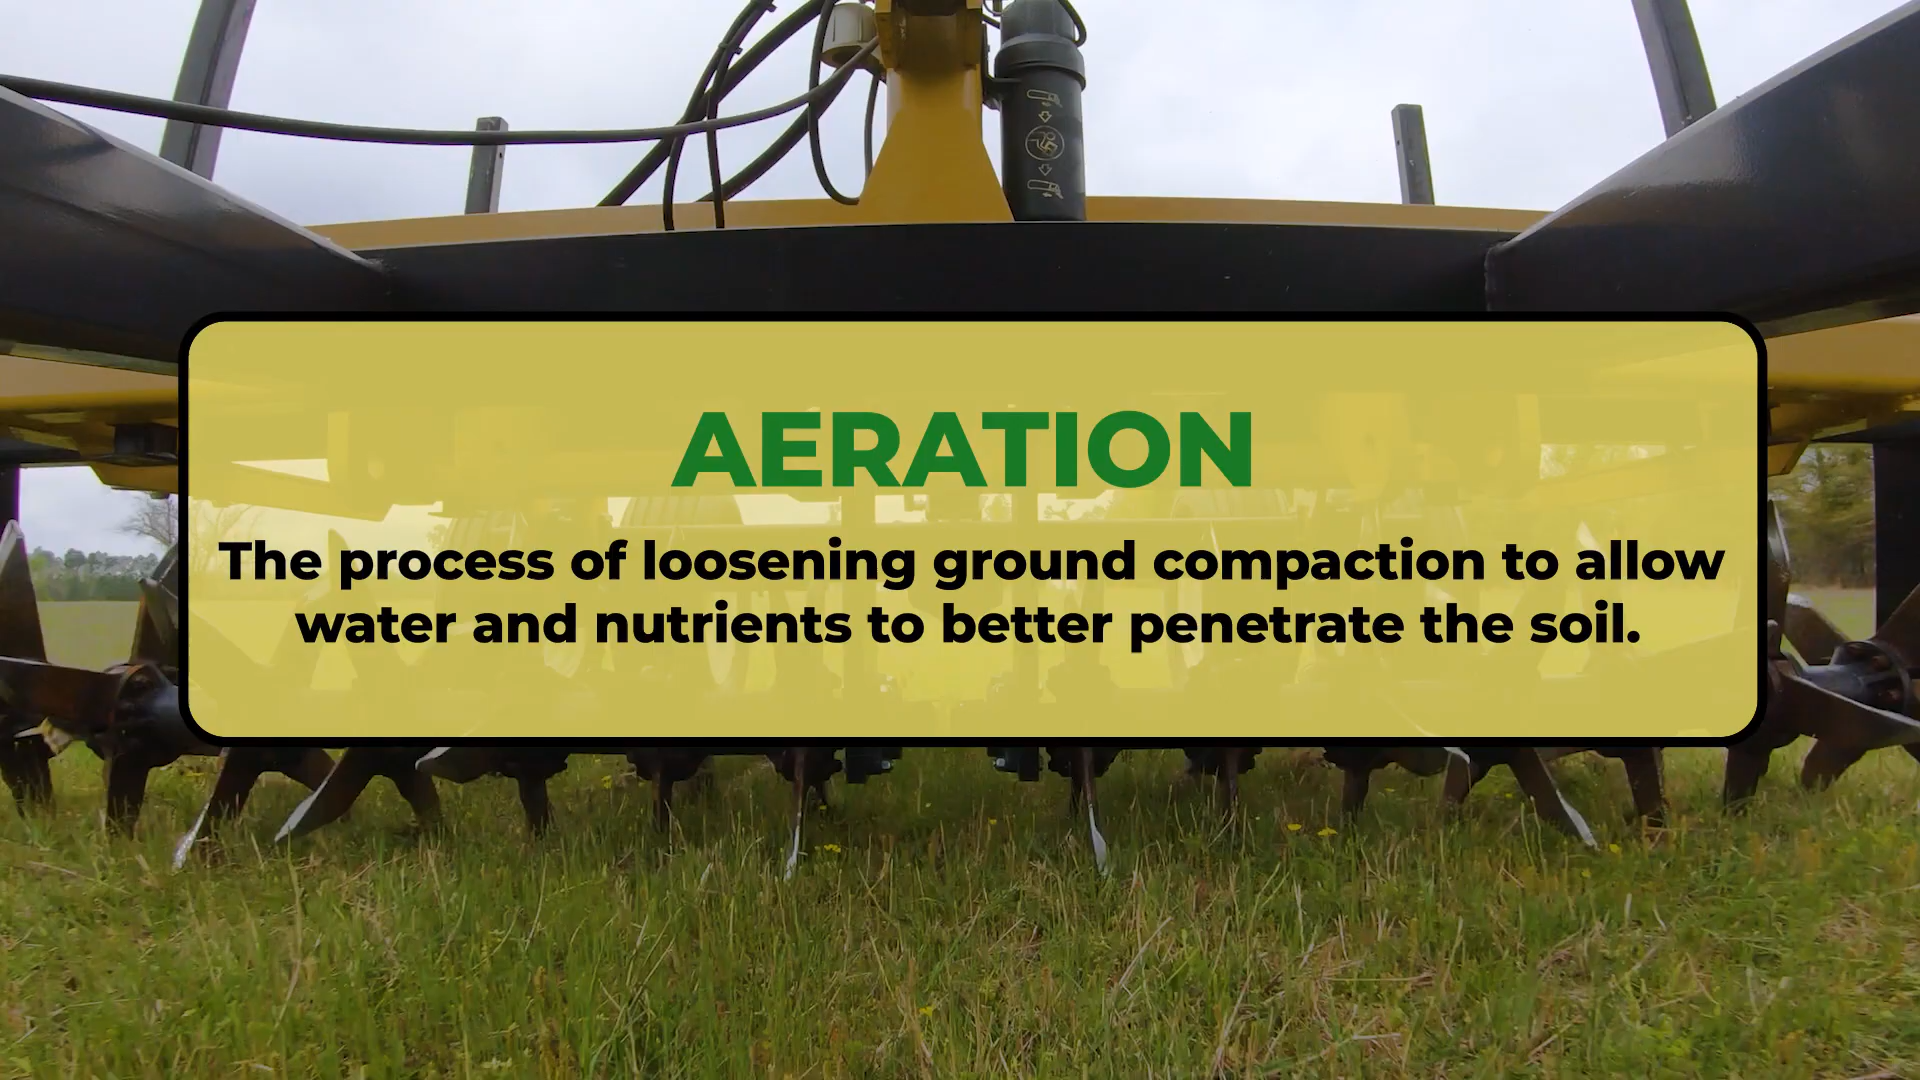 AERATION
The process of loosening ground compaction to allow
water and nutrients to better penetrate the soil.